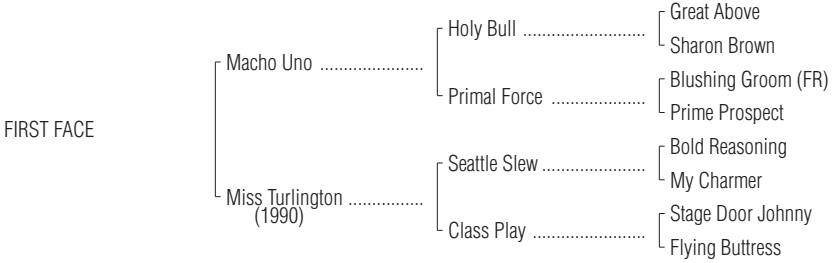 Great Above
Holy Bull ..........................
Sharon Brown
Macho Uno ......................
Blushing Groom (FR)
Primal Force ....................
Prime Prospect
FIRST FACE
Bold Reasoning
Seattle Slew ......................
My Charmer
Miss Turlington ................
(1990)
Stage Door Johnny
Class Play ........................
Flying Buttress